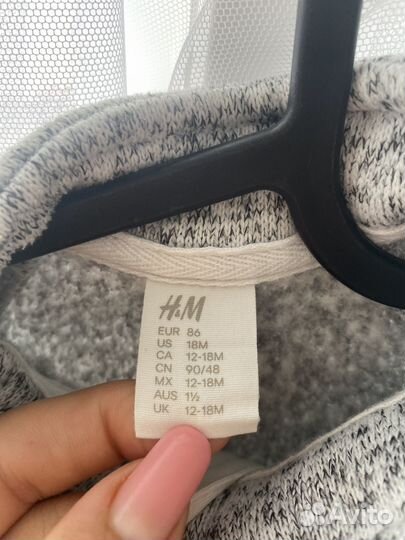 H&M
EUR 86
US 18M
CA 12-18M
CN 90/48
MX 12-18M
AUS 1½
UK 12-18M
Avito